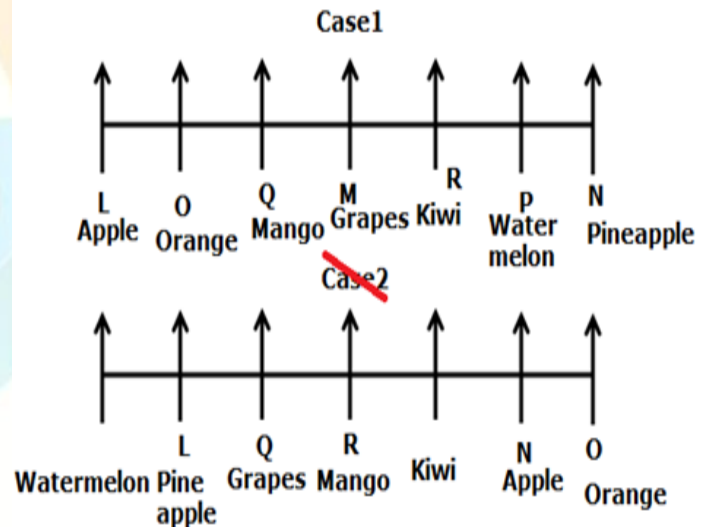 Case1
L O Q M R P N
Apple Orange Mango Grapes Kiwi Water melon Pineapple
Case2
L Q R N O
Watermelon Pine apple Grapes Mango Kiwi Apple Orange